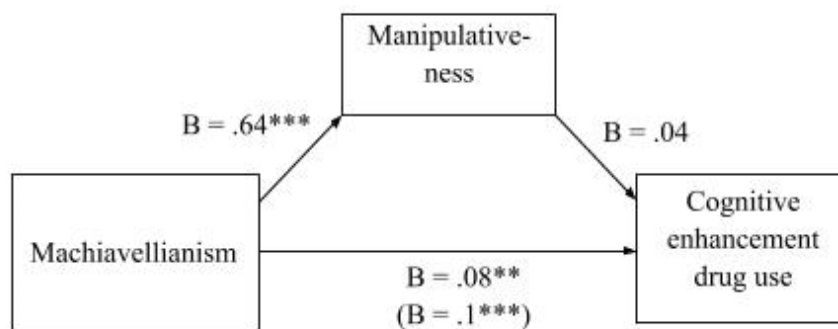 Manipulative-
ness
B = .64***
B = .04
Machiavellianism
Cognitive
enhancement
drug use
B = .08**
(B = .1***)